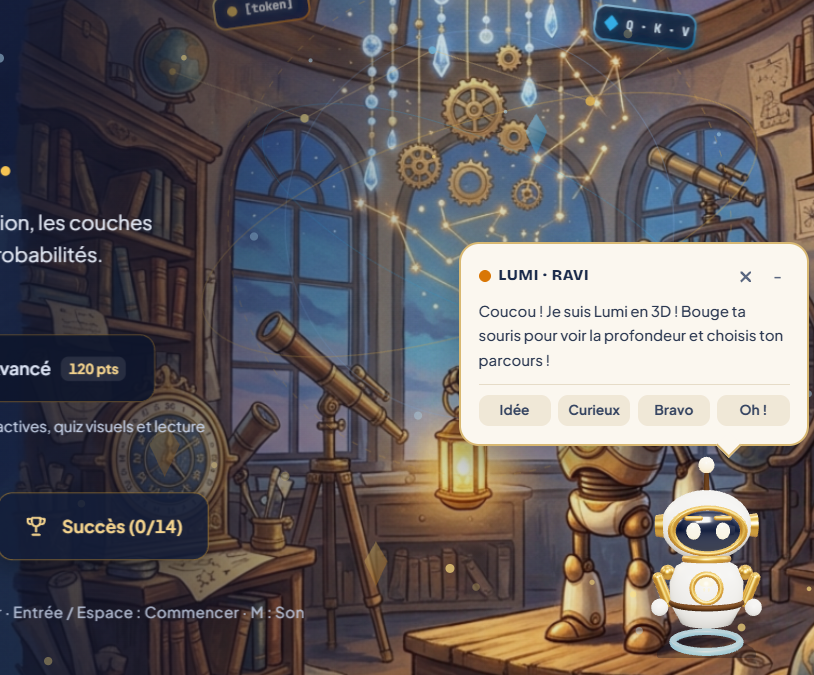 [token]
Q · K · V
ion, les couches
robabilités.
LUMI · RAVI
× –
Coucou ! Je suis Lumi en 3D ! Bouge ta
souris pour voir la profondeur et choisis ton
parcours !
Idée Curieux Bravo Oh !
vancé 120 pts
actives, quiz visuels et lecture
Succès (0/14)
· Entrée / Espace : Commencer · M : Son